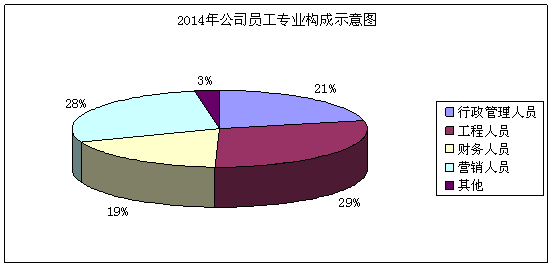 2014年公司员工专业构成示意图
3%
21%
28%
19%
29%
行政管理人员
工程人员
财务人员
营销人员
其他